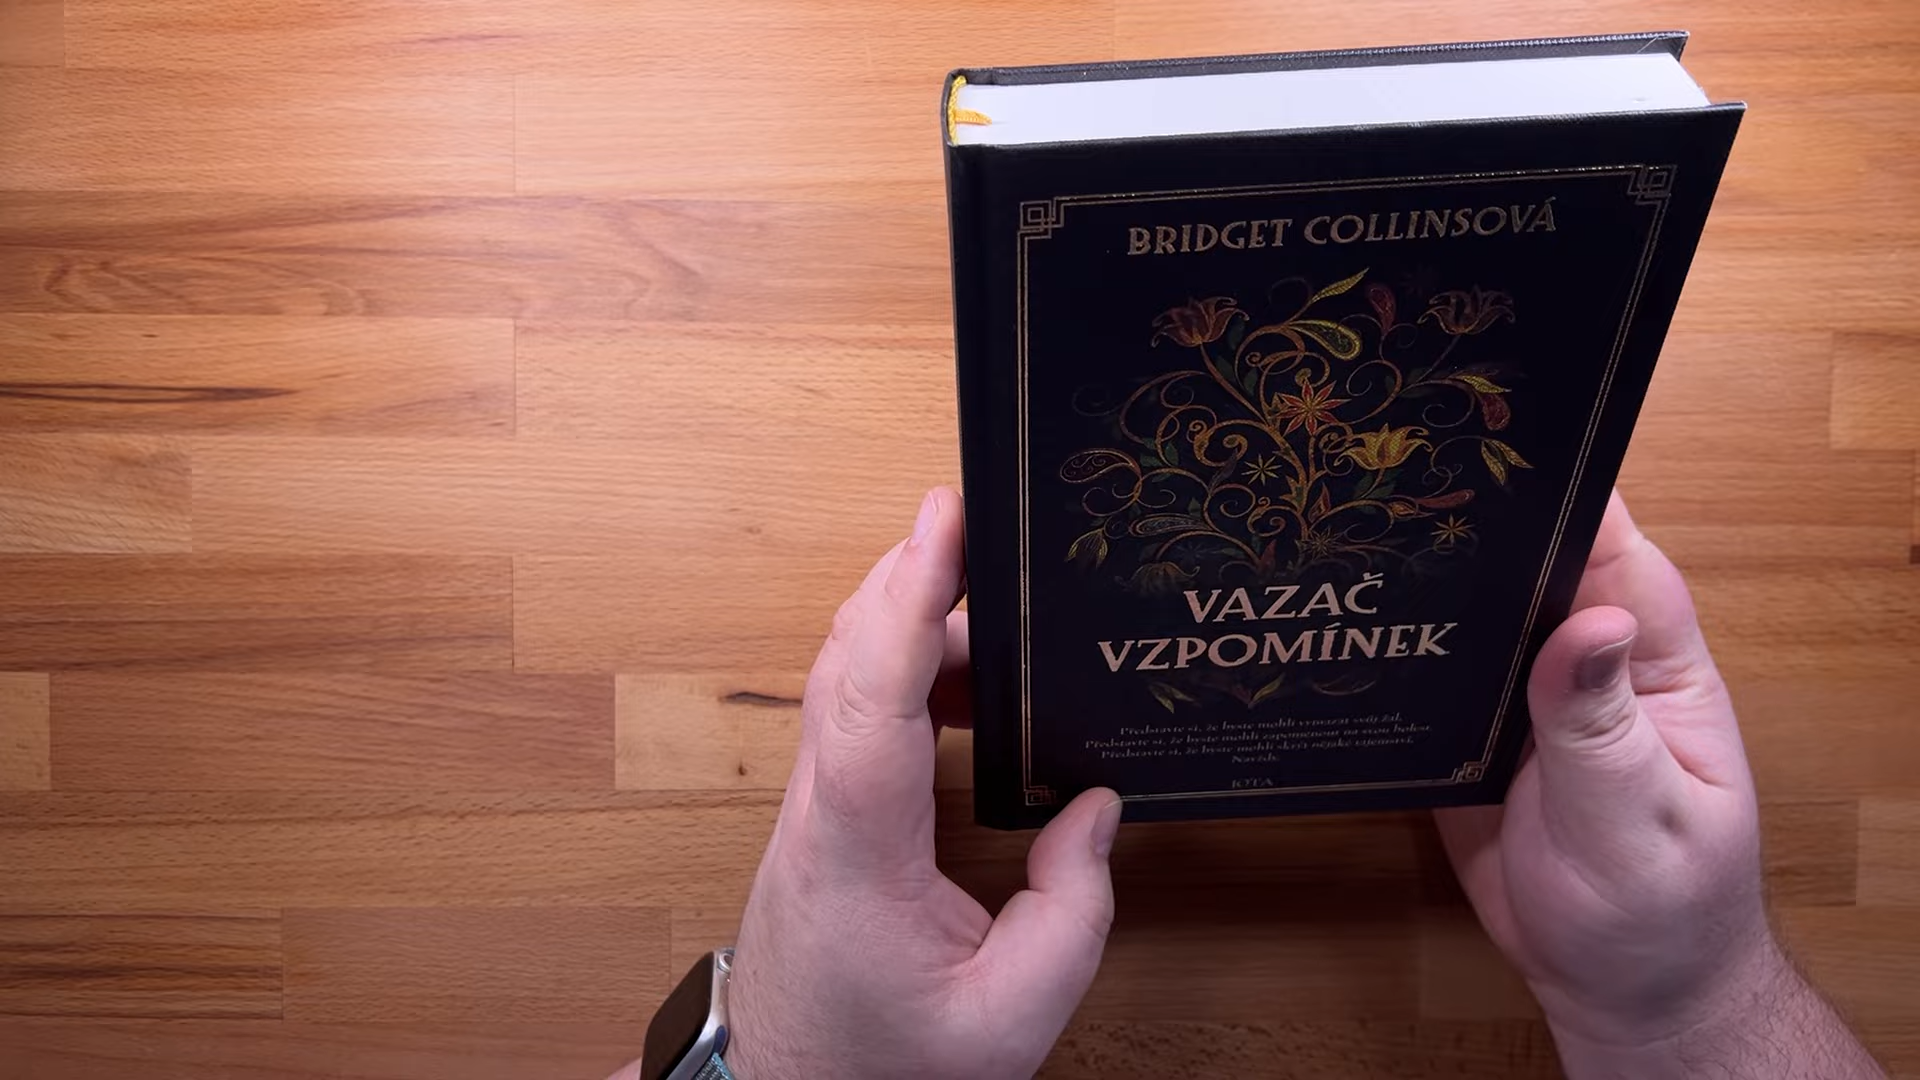 BRIDGET COLLINSOVÁ
VAZAČ
VZPOMÍNEK
Představte si, že byste mohli vymazat svůj žal.
Představte si, že byste mohli zapomenout na svou bolest.
Představte si, že byste mohli skrýt nějaké tajemství.
Navždy.
IOTA